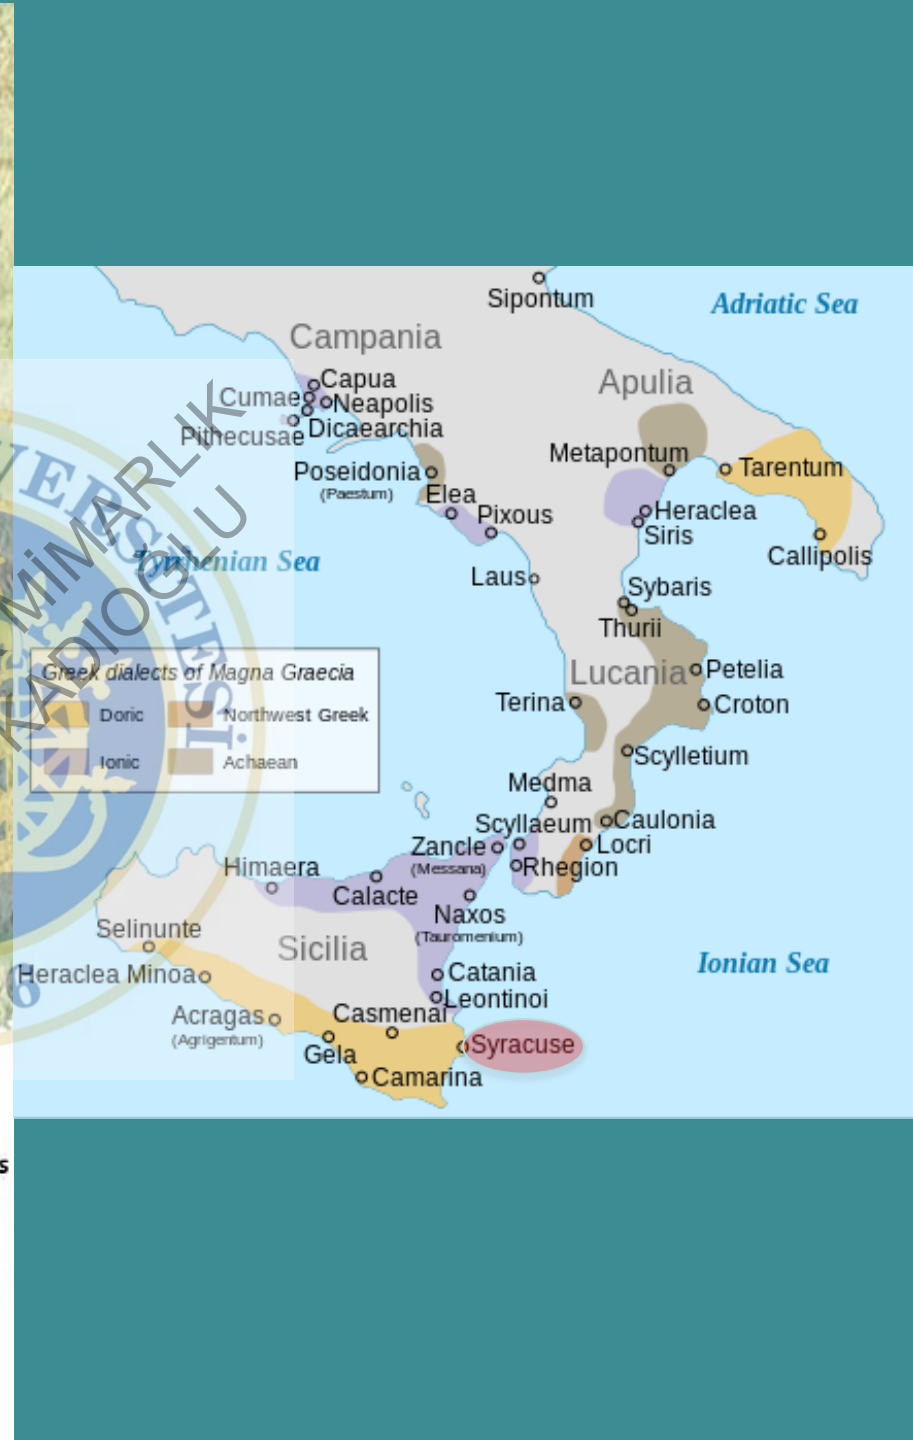 Sipontum
Adriatic Sea
Campania
Apulia
Capua
Cumae
Neapolis
Dicaearchia
Pithecusae
Metapontum
Tarentum
Poseidonia
(Paestum)
Elea
Pixous
Heraclea
Siris
Callipolis
Tyrrhenian Sea
Laus
Sybaris
Thurii
Lucania
Petelia
Croton
Terina
Greek dialects of Magna Graecia
Doric
Northwest Greek
Ionic
Achaean
Scylletium
Medma
Scyllaeum
Caulonia
Locri
Zancle
(Messana)
Rhegion
Himaera
Calacte
Naxos
(Tauromenium)
Selinunte
Sicilia
Ionian Sea
Heraclea Minoa
Catania
Leontinoi
Acragas
(Agrigentum)
Casmenai
Syracuse
Gela
Camarina
MİMARLIK
KADIOGLU